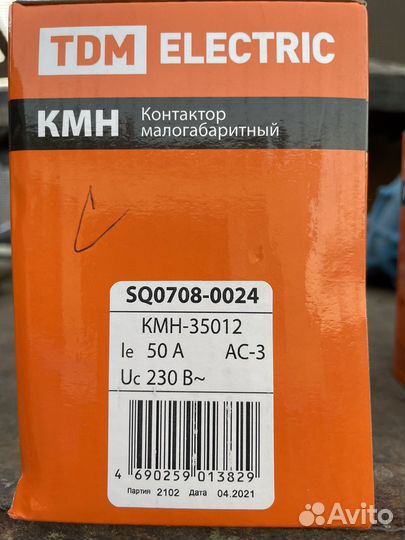 TDM ELECTRIC
КМН Контактор
малогабаритный
SQ0708-0024
КМН-35012
Ie 50 А АС-3
Uc 230 В~
4 690259 013829
Партия 2102 Дата 04.2021
Avito